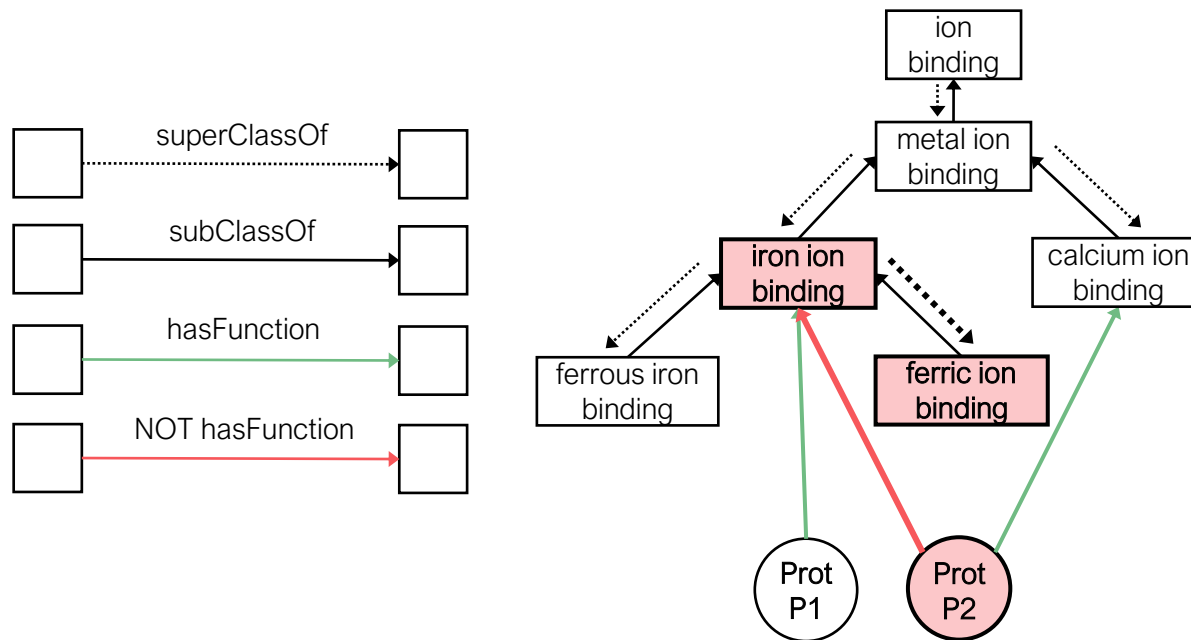 superClassOf
subClassOf
hasFunction
NOT hasFunction
ion
binding
metal ion
binding
iron ion
binding
calcium ion
binding
ferrous iron
binding
ferric ion
binding
Prot
P1
Prot
P2